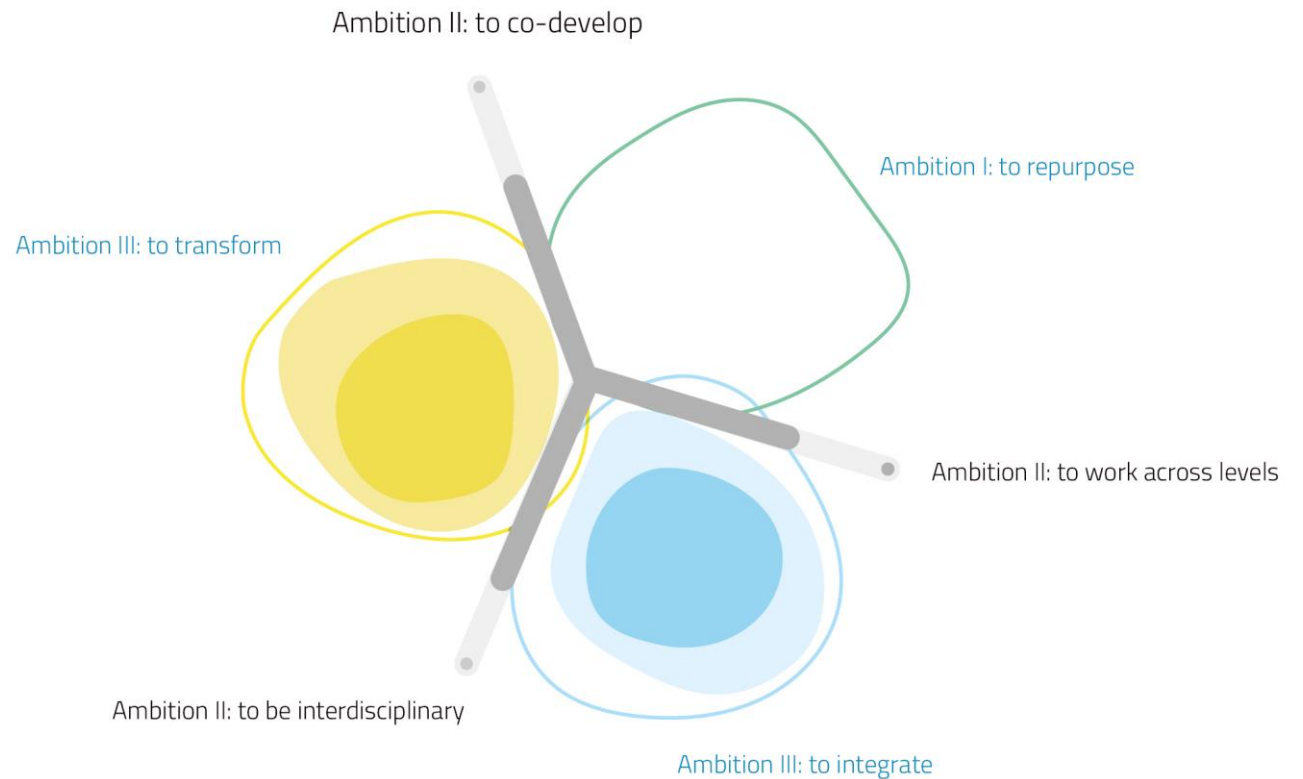 Ambition II: to co-develop
Ambition I: to repurpose
Ambition III: to transform
Ambition II: to work across levels
Ambition II: to be interdisciplinary
Ambition III: to integrate